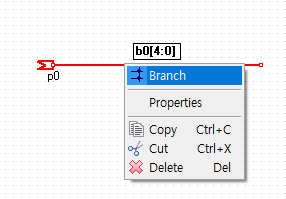 b0[4:0]
p0
Branch
Properties
Copy Ctrl+C
Cut Ctrl+X
Delete Del